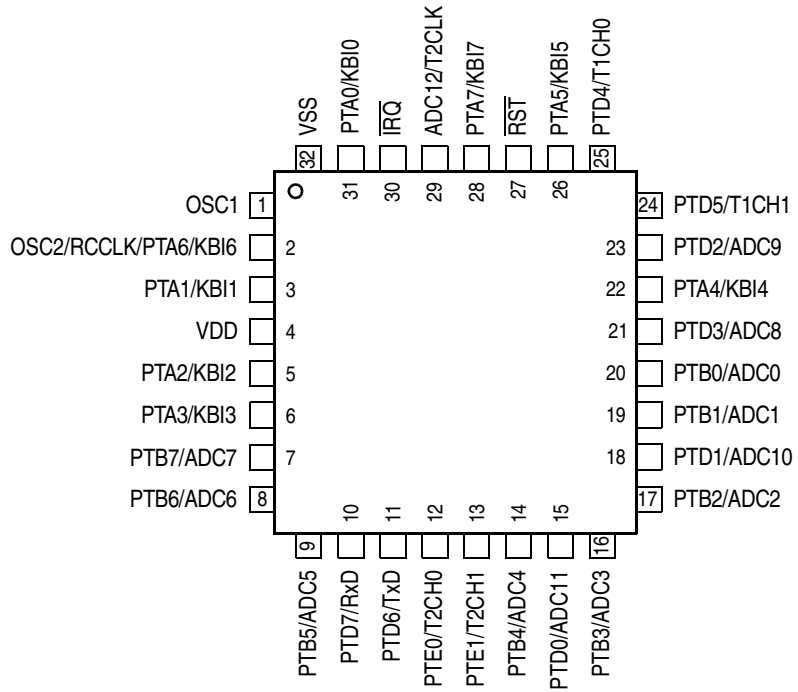 VSS
PTA0/KBI0
IRQ
ADC12/T2CLK
PTA7/KBI7
RST
PTA5/KBI5
PTD4/T1CH0
32
31
30
29
28
27
26
25
OSC1 1
OSC2/RCCLK/PTA6/KBI6 2
PTA1/KBI1 3
VDD 4
PTA2/KBI2 5
PTA3/KBI3 6
PTB7/ADC7 7
PTB6/ADC6 8
24 PTD5/T1CH1
23 PTD2/ADC9
22 PTA4/KBI4
21 PTD3/ADC8
20 PTB0/ADC0
19 PTB1/ADC1
18 PTD1/ADC10
17 PTB2/ADC2
9
10
11
12
13
14
15
16
PTB5/ADC5
PTD7/RxD
PTD6/TxD
PTE0/T2CH0
PTE1/T2CH1
PTB4/ADC4
PTD0/ADC11
PTB3/ADC3